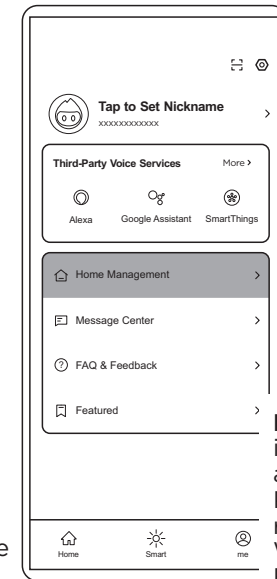 Tap to Set Nickname
xxxxxxxxxxxx
Third-Party Voice Services More
Alexa Google Assistant SmartThings
Home Management
Message Center
FAQ & Feedback
Featured
Home Smart me
e